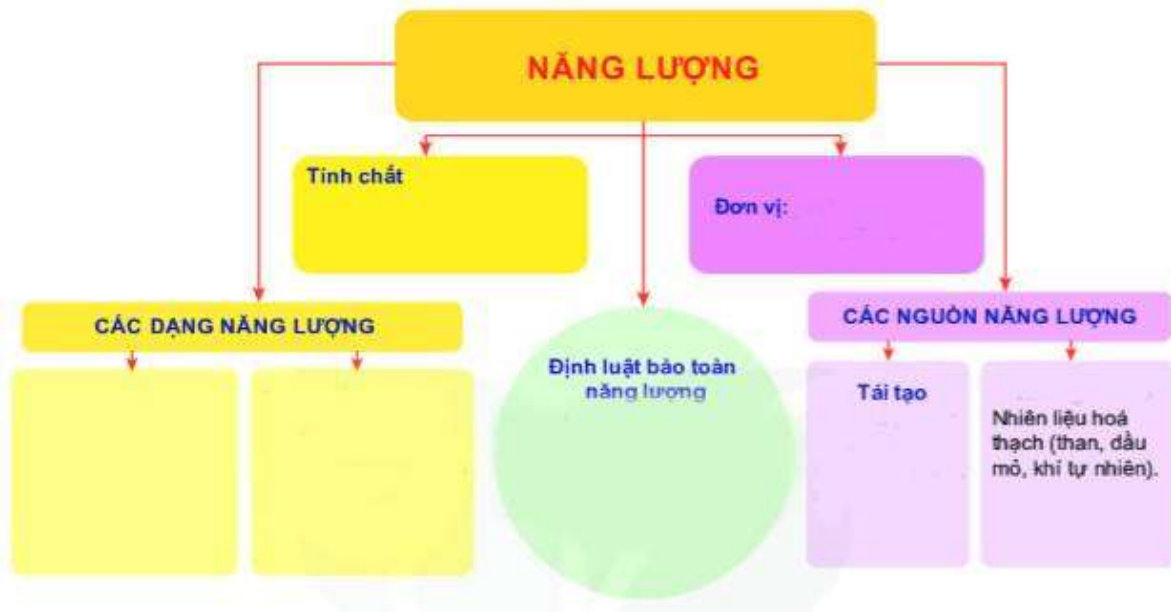 NĂNG LƯỢNG
Tính chất
Đơn vị:
CÁC DẠNG NĂNG LƯỢNG
CÁC NGUỒN NĂNG LƯỢNG
Định luật bảo toàn
năng lượng
Tái tạo
Nhiên liệu hoá
thạch (than, dầu
mỏ, khí tự nhiên).